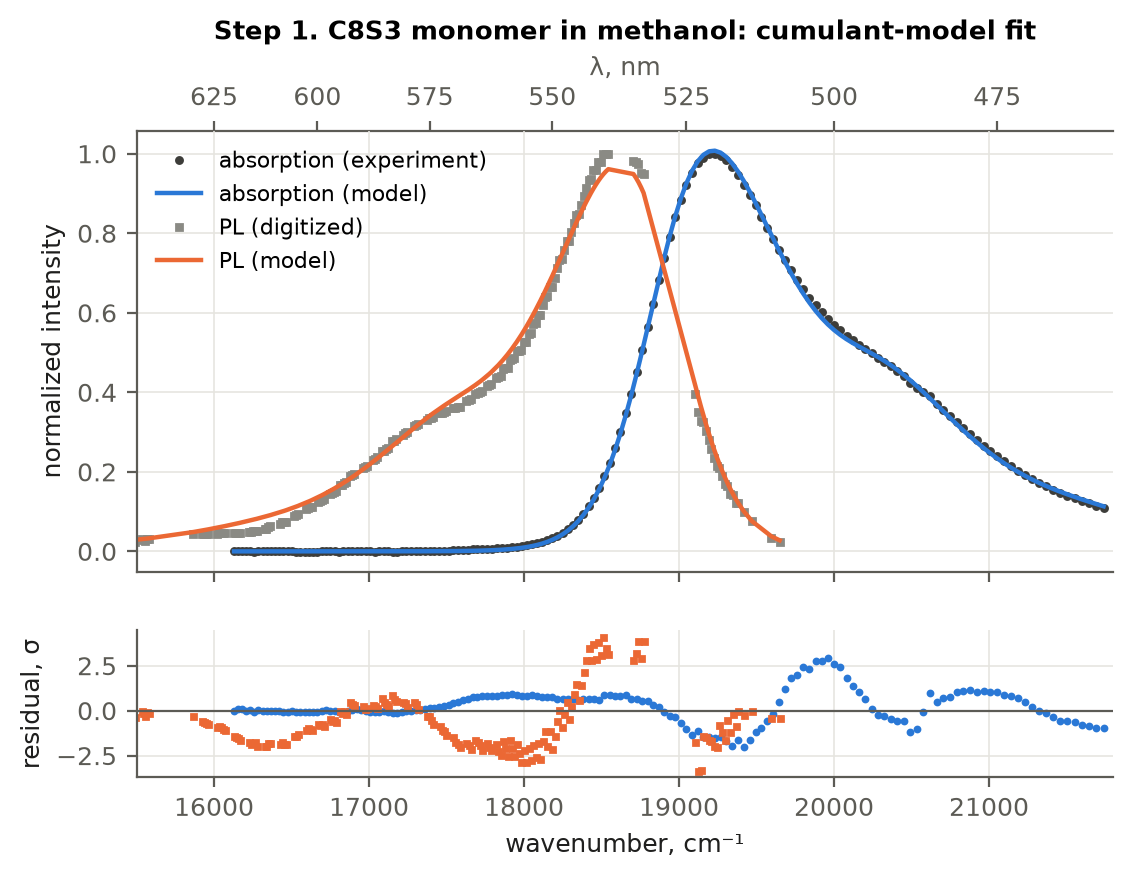 Step 1. C8S3 monomer in methanol: cumulant-model fit
λ, nm
625 600 575 550 525 500 475
absorption (experiment)
absorption (model)
PL (digitized)
PL (model)
normalized intensity
1.0
0.8
0.6
0.4
0.2
0.0
residual, σ
2.5
0.0
−2.5
16000 17000 18000 19000 20000 21000
wavenumber, cm⁻¹